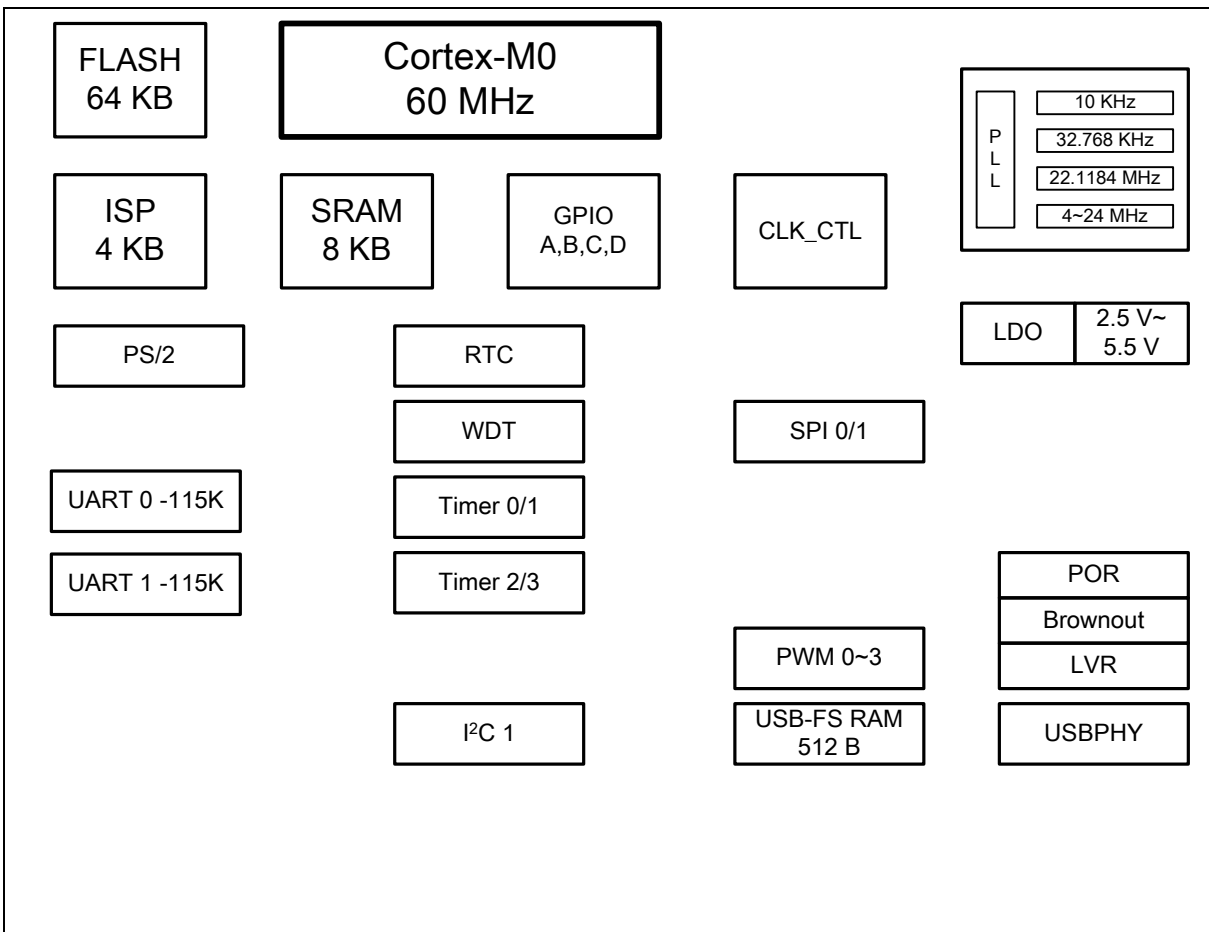 FLASH
64 KB
Cortex-M0
60 MHz
P
L
L
10 KHz
32.768 KHz
22.1184 MHz
4~24 MHz
ISP
4 KB
SRAM
8 KB
GPIO
A,B,C,D
CLK_CTL
LDO
2.5 V~
5.5 V
PS/2
RTC
WDT
SPI 0/1
UART 0 -115K
Timer 0/1
UART 1 -115K
Timer 2/3
POR
Brownout
LVR
PWM 0~3
I²C 1
USB-FS RAM
512 B
USBPHY